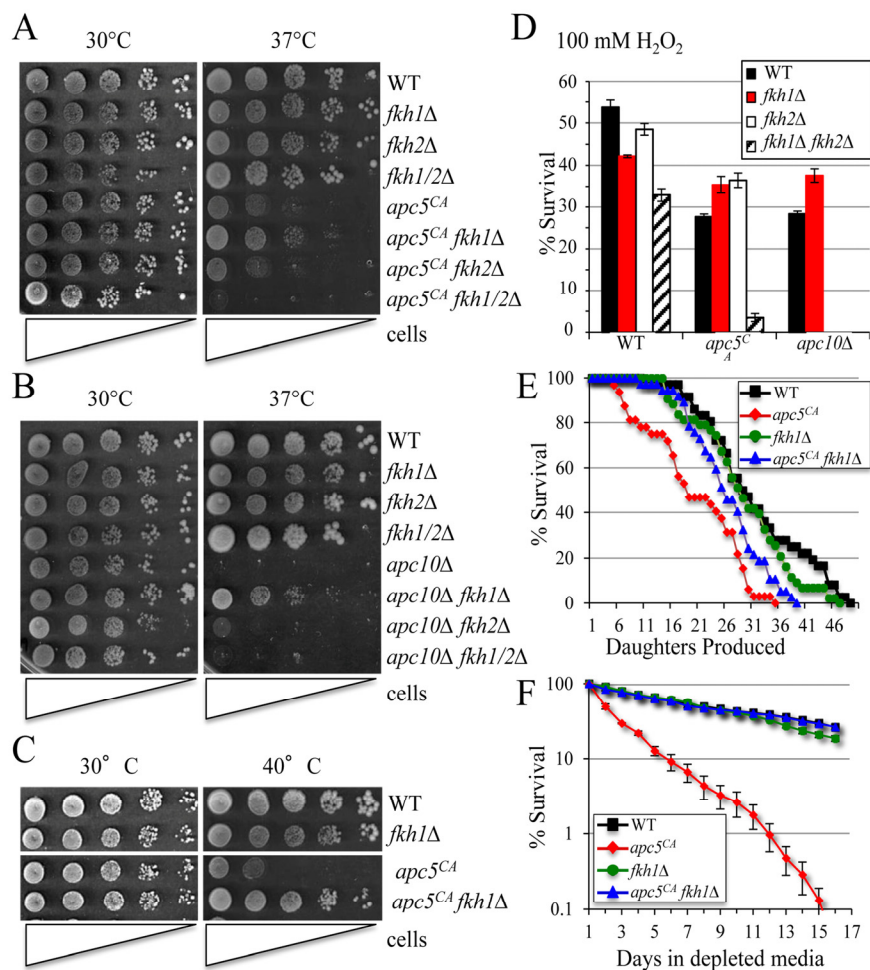 A
30°C 37°C
WT
fkh1Δ
fkh2Δ
fkh1/2Δ
apc5CA
apc5CA fkh1Δ
apc5CA fkh2Δ
apc5CA fkh1/2Δ
cells
B
30°C 37°C
WT
fkh1Δ
fkh2Δ
fkh1/2Δ
apc10Δ
apc10Δ fkh1Δ
apc10Δ fkh2Δ
apc10Δ fkh1/2Δ
cells
C
30° C 40° C
WT
fkh1Δ
apc5CA
apc5CA fkh1Δ
cells
D 100 mM H2O2
% Survival
60
50
40
30
20
10
0
WT
fkh1Δ
fkh2Δ
fkh1Δ fkh2Δ
WT apc5CA apc10Δ
E
% Survival
100
80
60
40
20
0
WT
apc5CA
fkh1Δ
apc5CA fkh1Δ
1 6 11 16 21 26 31 36 41 46
Daughters Produced
F
% Survival
100
10
1
0.1
WT
apc5CA
fkh1Δ
apc5CA fkh1Δ
1 3 5 7 9 11 13 15 17
Days in depleted media